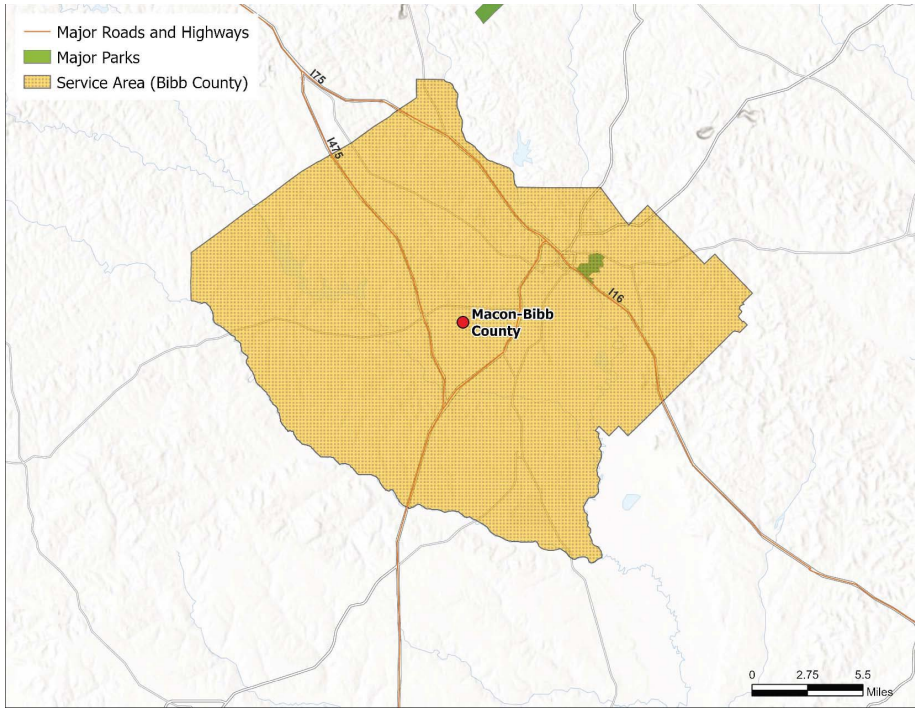 Major Roads and Highways
Major Parks
Service Area (Bibb County)
I75
I475
I16
Macon-Bibb
County
0 2.75 5.5
Miles